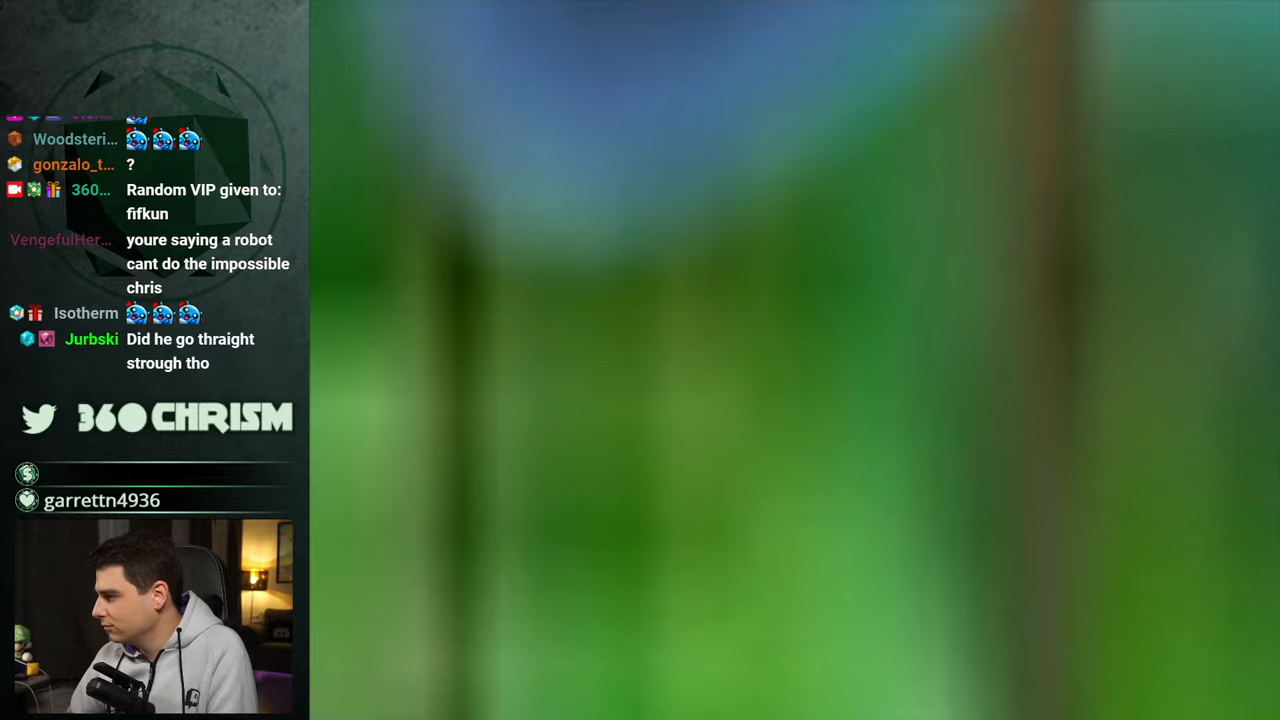 Woodsteri...
gonzalo_t... ?
360... Random VIP given to:
fifkun
VengefulHer... youre saying a robot
cant do the impossible
chris
Isotherm
Jurbski Did he go thraight
strough tho
360 CHRISM
$
garrettn4936